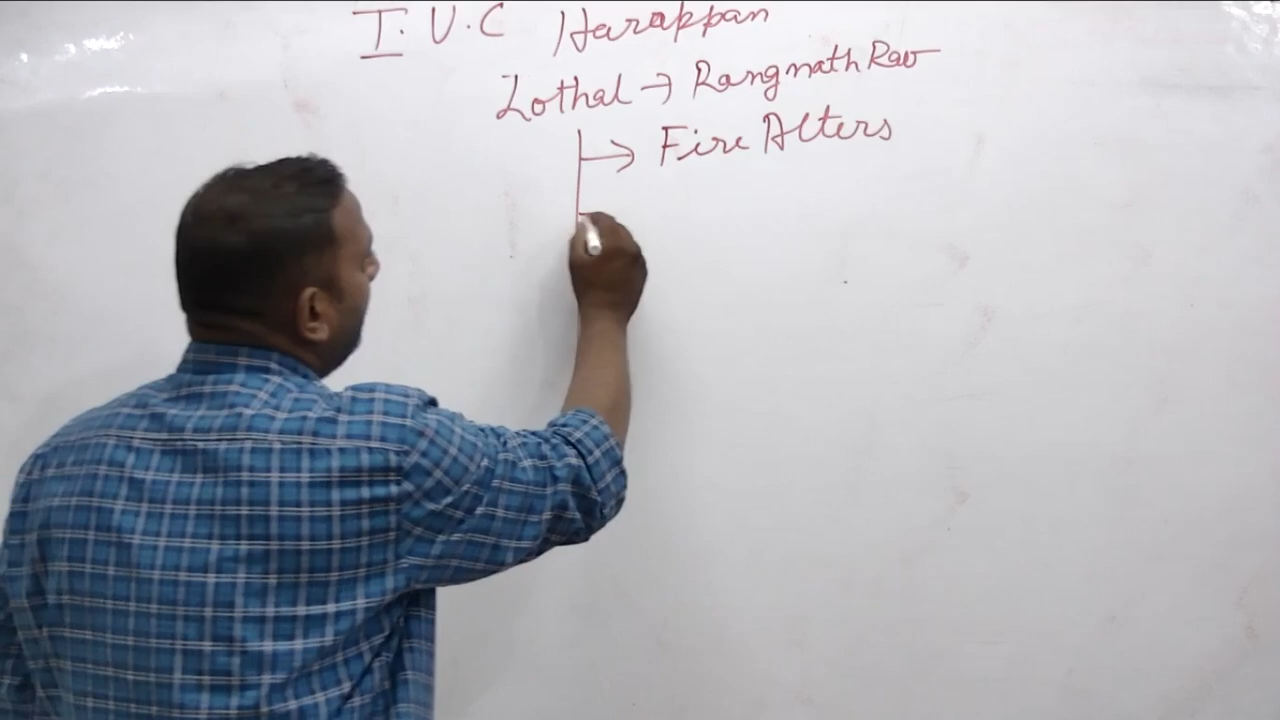 I.V.C Harappan
Lothal → Rangnath Rao
→ Fire Alters